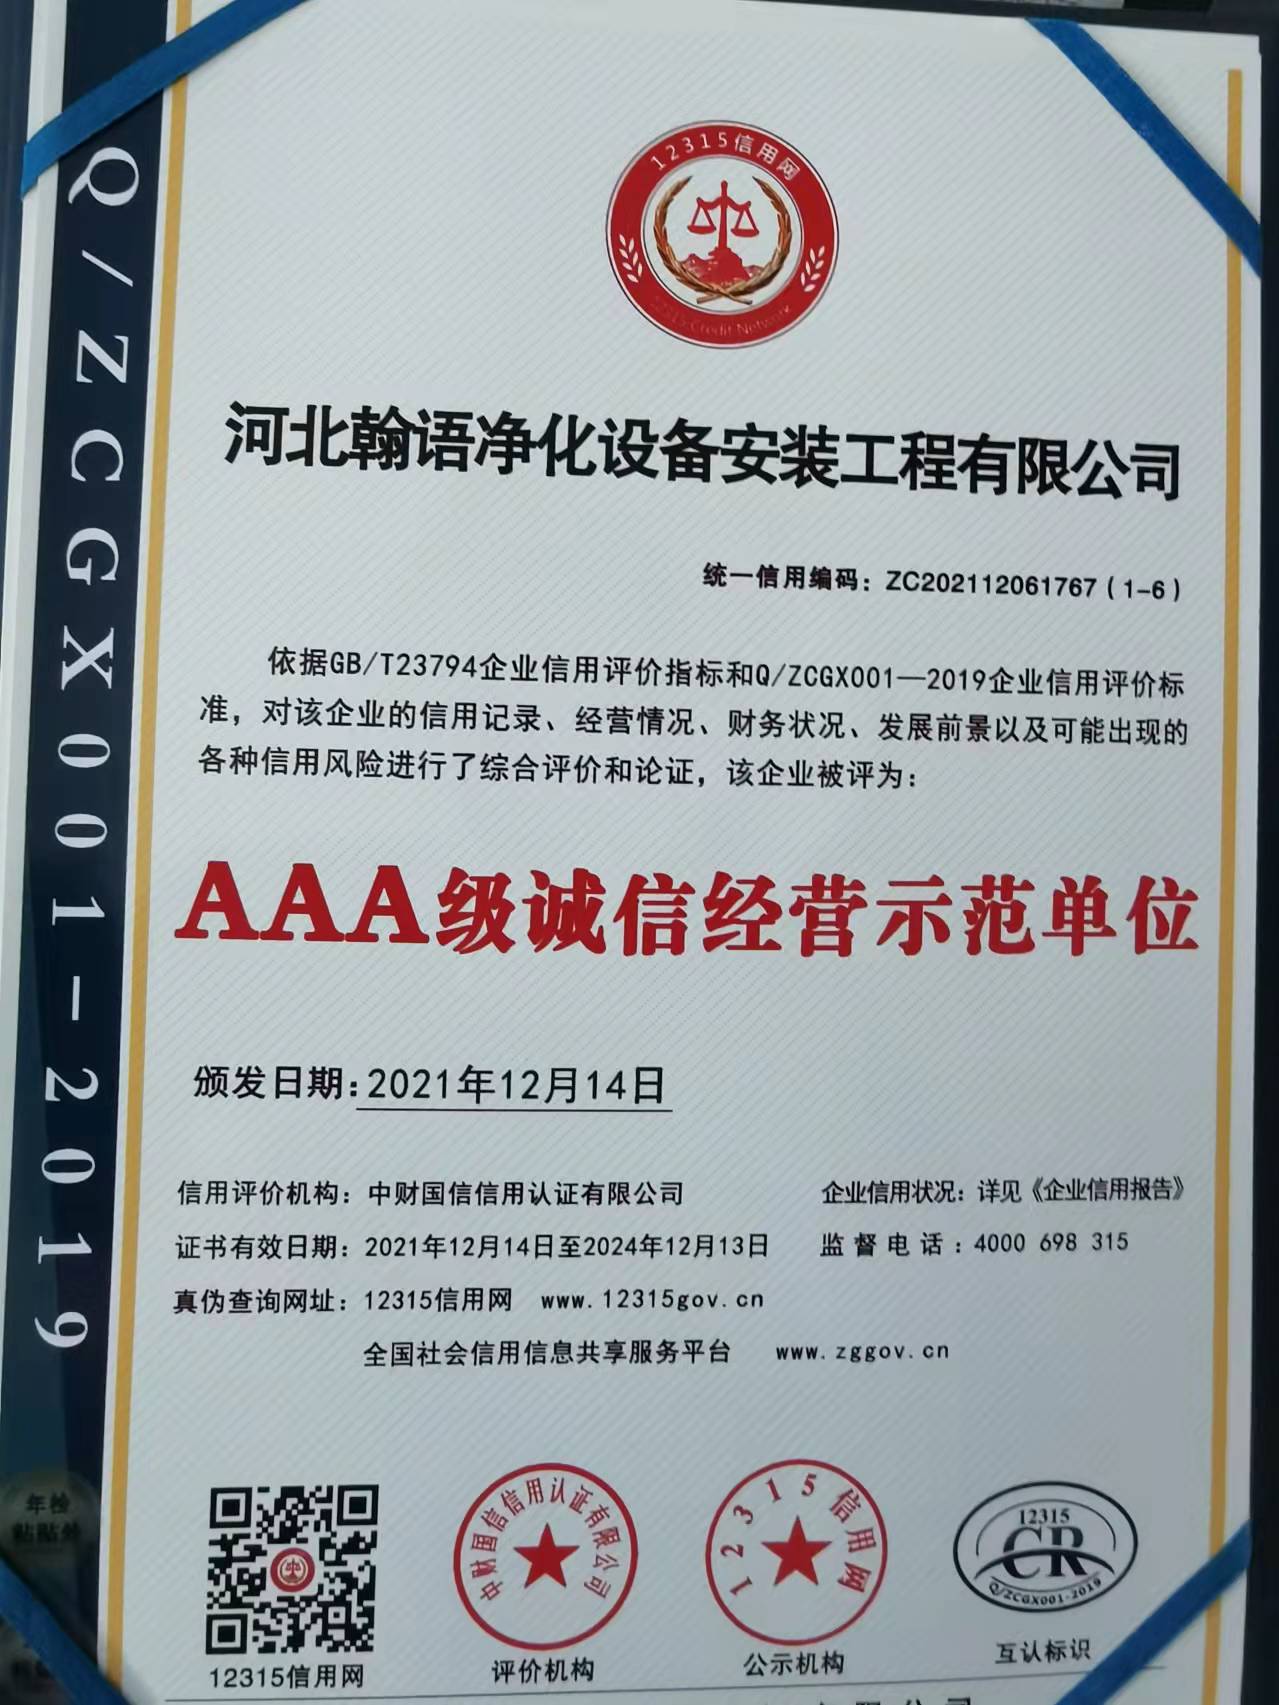 Q/ZCGX001-2019
12315信用网
12315 Credit Network
河北翰语净化设备安装工程有限公司
统一信用编码：ZC202112061767（1-6）
依据GB/T23794企业信用评价指标和Q/ZCGX001—2019企业信用评价标
准，对该企业的信用记录、经营情况、财务状况、发展前景以及可能出现的
各种信用风险进行了综合评价和论证，该企业被评为：
AAA级诚信经营示范单位
颁发日期：2021年12月14日
信用评价机构：中财国信信用认证有限公司
企业信用状况：详见《企业信用报告》
证书有效日期：2021年12月14日至2024年12月13日
监督电话：4000 698 315
真伪查询网址：12315信用网 www.12315gov.cn
全国社会信用信息共享服务平台 www.zggov.cn
年检
粘贴处
中财国信信用认证有限公司
12315信用网
12315
CR
Q/ZCGX001-2019
12315信用网
评价机构
公示机构
互认标识